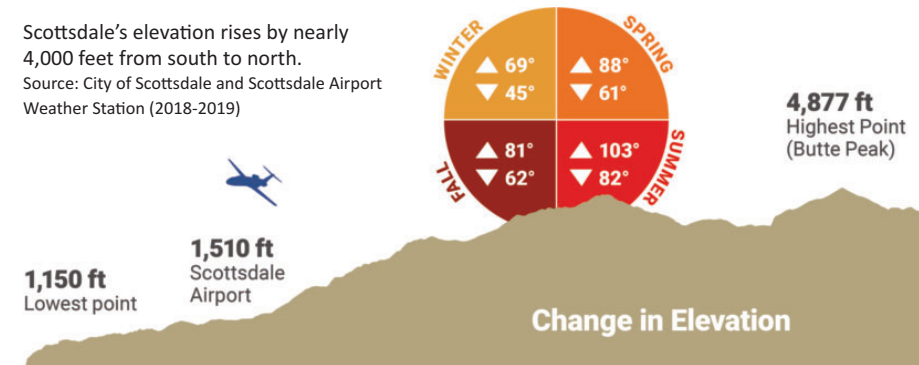 Scottsdale’s elevation rises by nearly
4,000 feet from south to north.
Source: City of Scottsdale and Scottsdale Airport
Weather Station (2018-2019)
WINTER
▲ 69°
▼ 45°
SPRING
▲ 88°
▼ 61°
FALL
▲ 81°
▼ 62°
SUMMER
▲ 103°
▼ 82°
4,877 ft
Highest Point
(Butte Peak)
1,510 ft
Scottsdale
Airport
1,150 ft
Lowest point
Change in Elevation